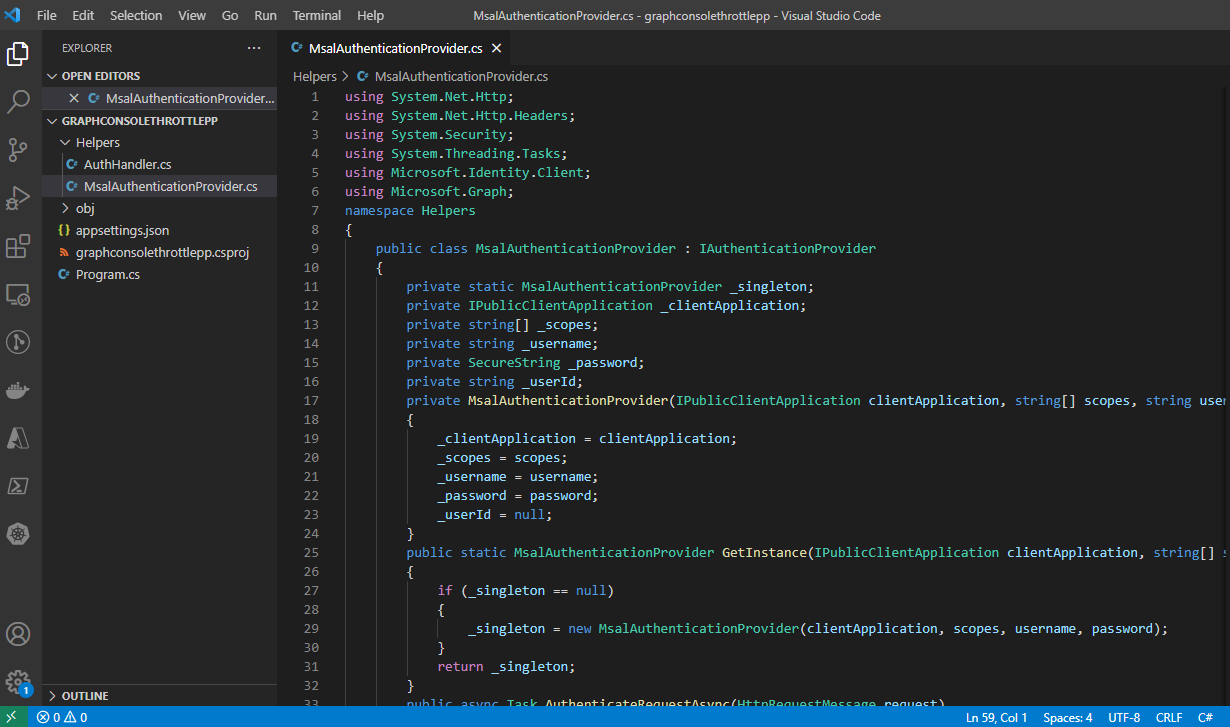 File Edit Selection View Go Run Terminal Help MsalAuthenticationProvider.cs - graphconsolethrottlepp - Visual Studio Code
EXPLORER ···
OPEN EDITORS
MsalAuthenticationProvider...
GRAPHCONSOLETHROTTLEPP
Helpers
AuthHandler.cs
MsalAuthenticationProvider.cs
obj
appsettings.json
graphconsolethrottlepp.csproj
Program.cs
OUTLINE
MsalAuthenticationProvider.cs
Helpers > MsalAuthenticationProvider.cs
1 using System.Net.Http;
2 using System.Net.Http.Headers;
3 using System.Security;
4 using System.Threading.Tasks;
5 using Microsoft.Identity.Client;
6 using Microsoft.Graph;
7 namespace Helpers
8 {
9 public class MsalAuthenticationProvider : IAuthenticationProvider
10 {
11 private static MsalAuthenticationProvider _singleton;
12 private IPublicClientApplication _clientApplication;
13 private string[] _scopes;
14 private string _username;
15 private SecureString _password;
16 private string _userId;
17 private MsalAuthenticationProvider(IPublicClientApplication clientApplication, string[] scopes, string user
18 {
19 _clientApplication = clientApplication;
20 _scopes = scopes;
21 _username = username;
22 _password = password;
23 _userId = null;
24 }
25 public static MsalAuthenticationProvider GetInstance(IPublicClientApplication clientApplication, string[] s
26 {
27 if (_singleton == null)
28 {
29 _singleton = new MsalAuthenticationProvider(clientApplication, scopes, username, password);
30 }
31 return _singleton;
32 }
33 public async Task AuthenticateRequestAsync(HttpRequestMessage request)
1
0 0 Ln 59, Col 1 Spaces: 4 UTF-8 CRLF C#